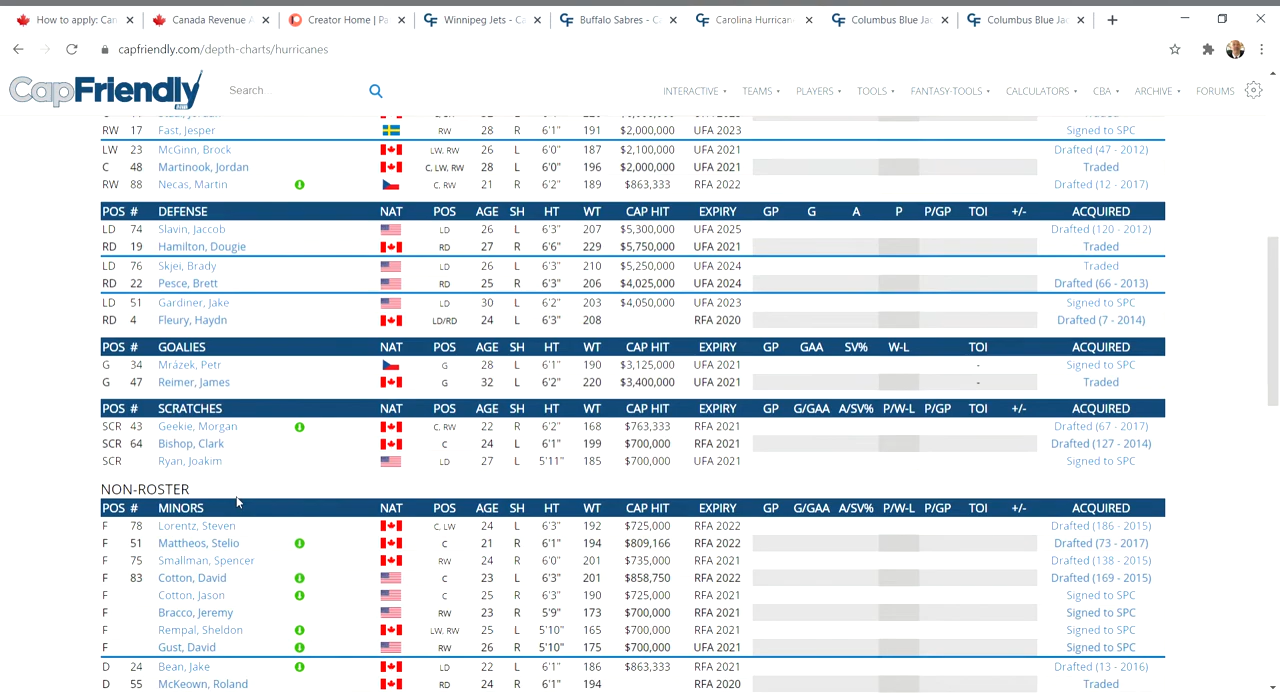 How to apply: Can
Canada Revenue A
Creator Home | Pa
Winnipeg Jets - Ca
Buffalo Sabres - C
Carolina Hurrican
Columbus Blue Jac
Columbus Blue Jac
capfriendly.com/depth-charts/hurricanes
CapFriendly
Search...
INTERACTIVE TEAMS PLAYERS TOOLS FANTASY-TOOLS CALCULATORS CBA ARCHIVE FORUMS
RW 17 Fast, Jesper RW 28 R 6'1" 191 $2,000,000 UFA 2023 Signed to SPC
LW 23 McGinn, Brock LW, RW 26 L 6'0" 187 $2,100,000 UFA 2021 Drafted (47 - 2012)
C 48 Martinook, Jordan C, LW, RW 28 L 6'0" 196 $2,000,000 UFA 2021 Traded
RW 88 Necas, Martin C, RW 21 R 6'2" 189 $863,333 RFA 2022 Drafted (12 - 2017)
POS # DEFENSE NAT POS AGE SH HT WT CAP HIT EXPIRY GP G A P P/GP TOI +/- ACQUIRED
LD 74 Slavin, Jaccob LD 26 L 6'3" 207 $5,300,000 UFA 2025 Drafted (120 - 2012)
RD 19 Hamilton, Dougie RD 27 R 6'6" 229 $5,750,000 UFA 2021 Traded
LD 76 Skjei, Brady LD 26 L 6'3" 210 $5,250,000 UFA 2024 Traded
RD 22 Pesce, Brett RD 25 R 6'3" 206 $4,025,000 UFA 2024 Drafted (66 - 2013)
LD 51 Gardiner, Jake LD 30 L 6'2" 203 $4,050,000 UFA 2023 Signed to SPC
RD 4 Fleury, Haydn LD/RD 24 L 6'3" 208 RFA 2020 Drafted (7 - 2014)
POS # GOALIES NAT POS AGE SH HT WT CAP HIT EXPIRY GP GAA SV% W-L TOI ACQUIRED
G 34 Mrázek, Petr G 28 L 6'1" 190 $3,125,000 UFA 2021 - Signed to SPC
G 47 Reimer, James G 32 L 6'2" 220 $3,400,000 UFA 2021 - Traded
POS # SCRATCHES NAT POS AGE SH HT WT CAP HIT EXPIRY GP G/GAA A/SV% P/W-L P/GP TOI +/- ACQUIRED
SCR 43 Geekie, Morgan C, RW 22 R 6'2" 168 $763,333 RFA 2021 Drafted (67 - 2017)
SCR 64 Bishop, Clark C 24 L 6'1" 199 $700,000 UFA 2021 Drafted (127 - 2014)
SCR Ryan, Joakim LD 27 L 5'11" 185 $700,000 UFA 2021 Signed to SPC
NON-ROSTER
POS # MINORS NAT POS AGE SH HT WT CAP HIT EXPIRY GP G/GAA A/SV% P/W-L P/GP TOI +/- ACQUIRED
F 78 Lorentz, Steven C, LW 24 L 6'3" 192 $725,000 RFA 2022 Drafted (186 - 2015)
F 51 Mattheos, Stelio C 21 R 6'1" 194 $809,166 RFA 2022 Drafted (73 - 2017)
F 75 Smallman, Spencer RW 24 R 6'0" 201 $735,000 RFA 2021 Drafted (138 - 2015)
F 83 Cotton, David C 23 L 6'3" 201 $858,750 RFA 2022 Drafted (169 - 2015)
F Cotton, Jason C 25 R 6'3" 190 $725,000 RFA 2021 Signed to SPC
F Bracco, Jeremy RW 23 R 5'9" 173 $700,000 RFA 2021 Signed to SPC
F Rempal, Sheldon LW, RW 25 R 5'10" 165 $700,000 RFA 2021 Signed to SPC
F Gust, David RW 26 R 5'10" 175 $700,000 UFA 2021 Signed to SPC
D 24 Bean, Jake LD 22 L 6'1" 186 $863,333 RFA 2021 Drafted (13 - 2016)
D 55 McKeown, Roland RD 24 R 6'1" 194 RFA 2020 Traded